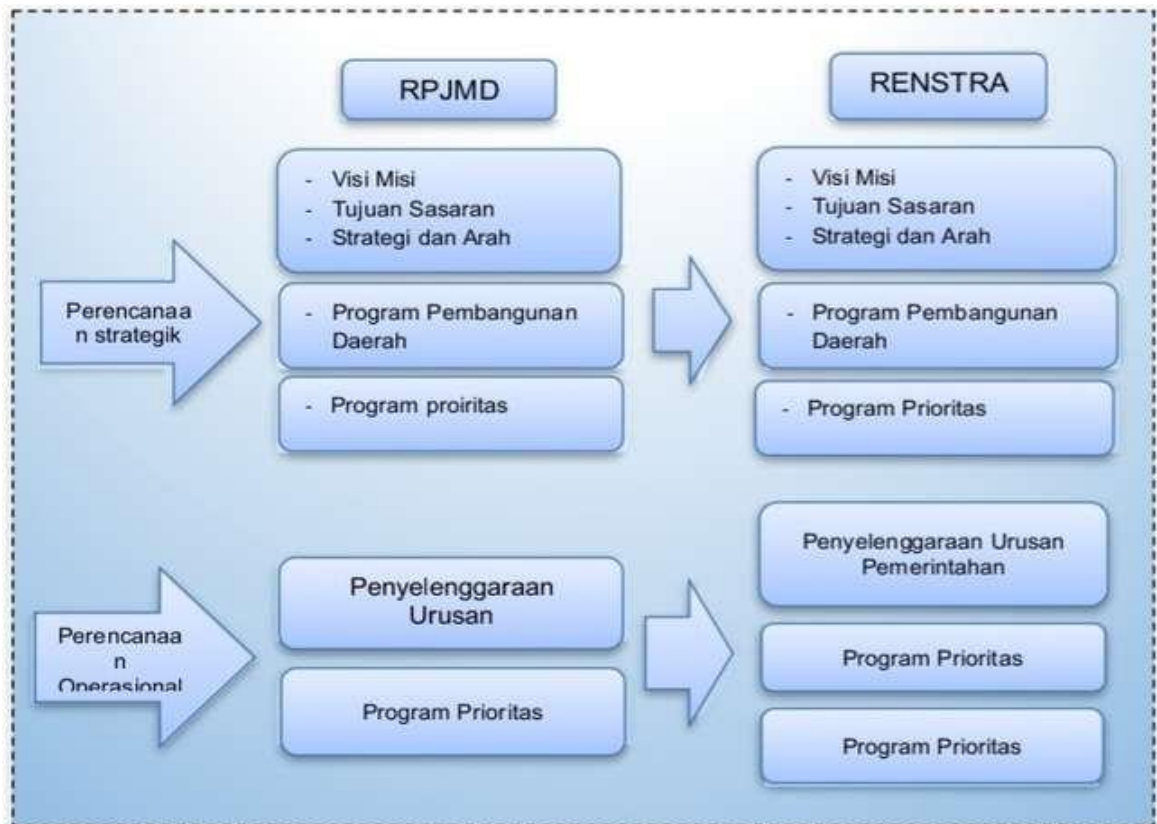 RPJMD
RENSTRA
- Visi Misi
- Tujuan Sasaran
- Strategi dan Arah
- Visi Misi
- Tujuan Sasaran
- Strategi dan Arah
Perencanaa
n strategik
- Program Pembangunan
Daerah
- Program Pembangunan
Daerah
- Program proiritas
- Program Prioritas
Perencanaa
n
Operasional
Penyelenggaraan
Urusan
Program Prioritas
Penyelenggaraan Urusan
Pemerintahan
Program Prioritas
Program Prioritas